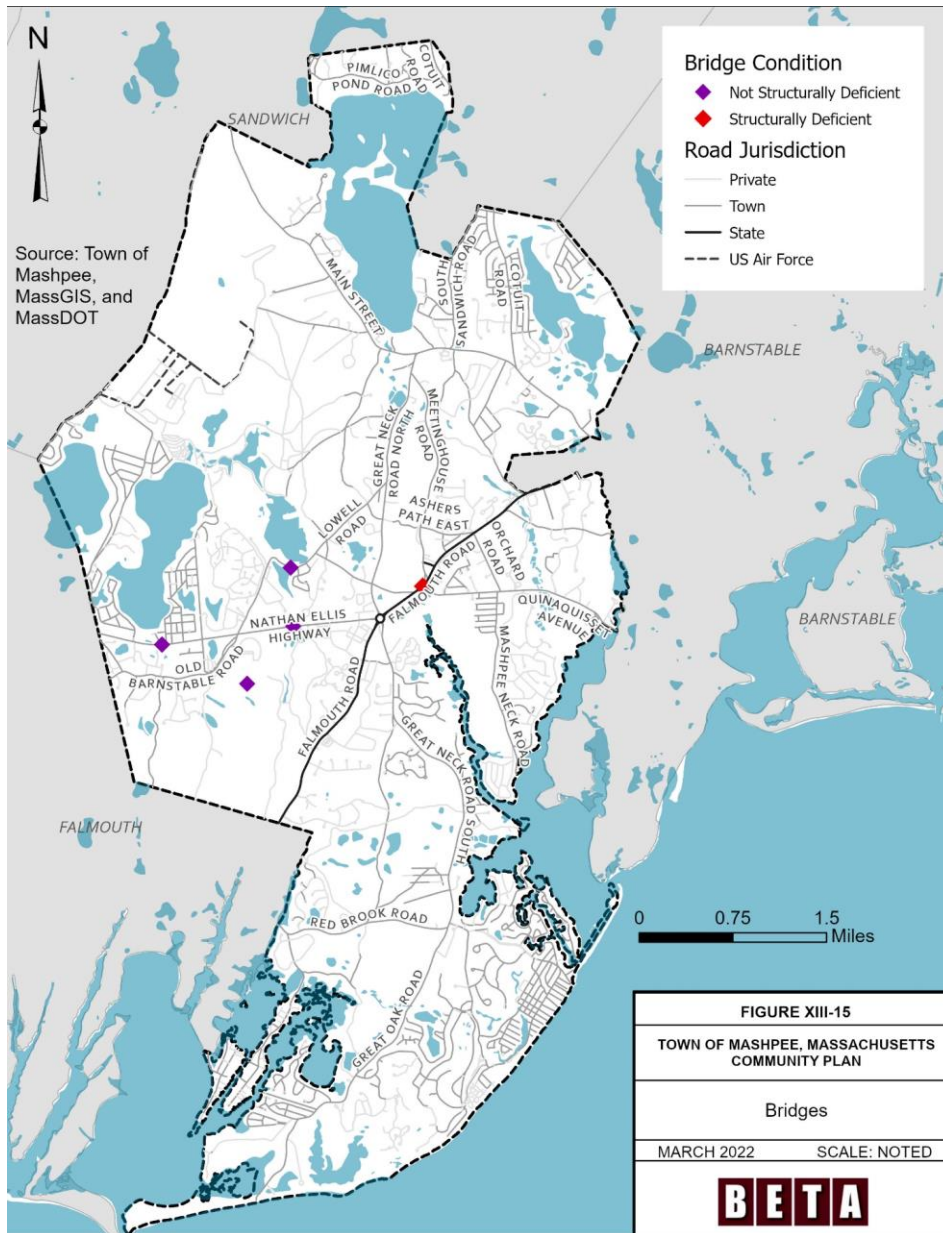 N
SANDWICH
PIMLICO
POND ROAD
COTUIT
ROAD
Bridge Condition
Not Structurally Deficient
Structurally Deficient
Road Jurisdiction
Private
Town
State
US Air Force
Source: Town of
Mashpee,
MassGIS, and
MassDOT
MAIN STREET
SOUTH
SANDWICH ROAD
COTUIT
ROAD
BARNSTABLE
GREAT NECK
ROAD NORTH
MEETINGHOUSE
ROAD
LOWELL
ROAD
ASHERS
PATH EAST
ORCHARD
ROAD
FALMOUTH ROAD
QUINAQUISSET
AVENUE
NATHAN ELLIS
HIGHWAY
OLD
BARNSTABLE ROAD
BARNSTABLE
MASHPEE NECK ROAD
FALMOUTH ROAD
GREAT NECK ROAD SOUTH
FALMOUTH
RED BROOK ROAD
GREAT OAK ROAD
0 0.75 1.5
Miles
FIGURE XIII-15
TOWN OF MASHPEE, MASSACHUSETTS
COMMUNITY PLAN
Bridges
MARCH 2022 SCALE: NOTED
BETA